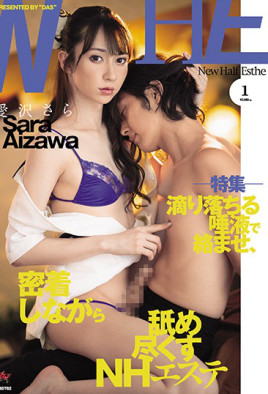 PRESENTED BY "DAS"
NHE
New Half Esthe
1
愛沢さら
Sara
Aizawa
特集
滴り落ちる
唾液で
絡ませ、
密着
しながら
舐め
尽くす
NHエステ